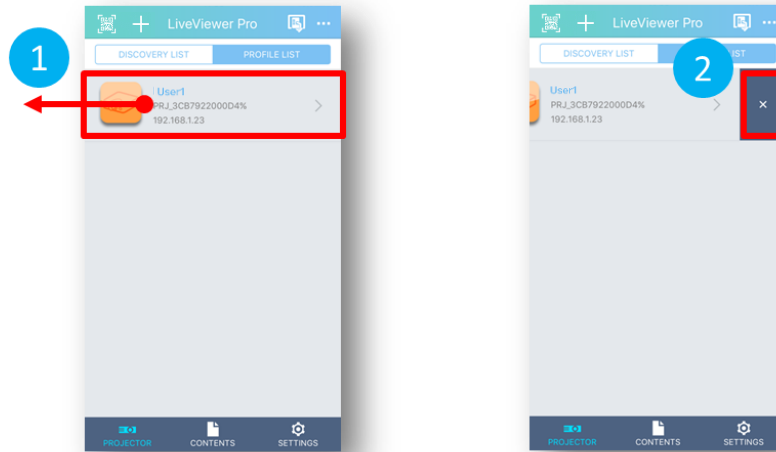 1
LiveViewer Pro
DISCOVERY LIST
PROFILE LIST
User1
PRJ_3CB7922000D4%
192.168.1.23
PROJECTOR
CONTENTS
SETTINGS
2
LiveViewer Pro
DISCOVERY LIST
IST
User1
PRJ_3CB7922000D4%
192.168.1.23
×
PROJECTOR
CONTENTS
SETTINGS